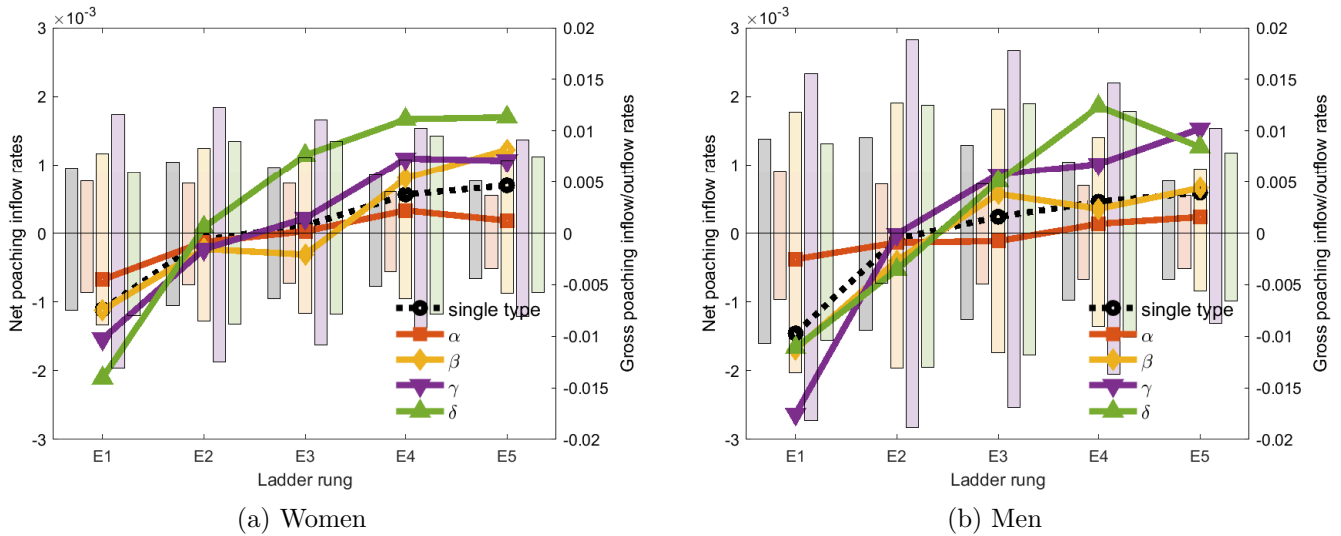 ×10⁻³
3
2
1
0
-1
-2
-3
Net poaching inflow rates
0.02
0.015
0.01
0.005
0
-0.005
-0.01
-0.015
-0.02
Gross poaching inflow/outflow rates
single type
α
β
γ
δ
E1 E2 E3 E4 E5
Ladder rung
(a) Women
×10⁻³
3
2
1
0
-1
-2
-3
Net poaching inflow rates
0.02
0.015
0.01
0.005
0
-0.005
-0.01
-0.015
-0.02
Gross poaching inflow/outflow rates
single type
α
β
γ
δ
E1 E2 E3 E4 E5
Ladder rung
(b) Men